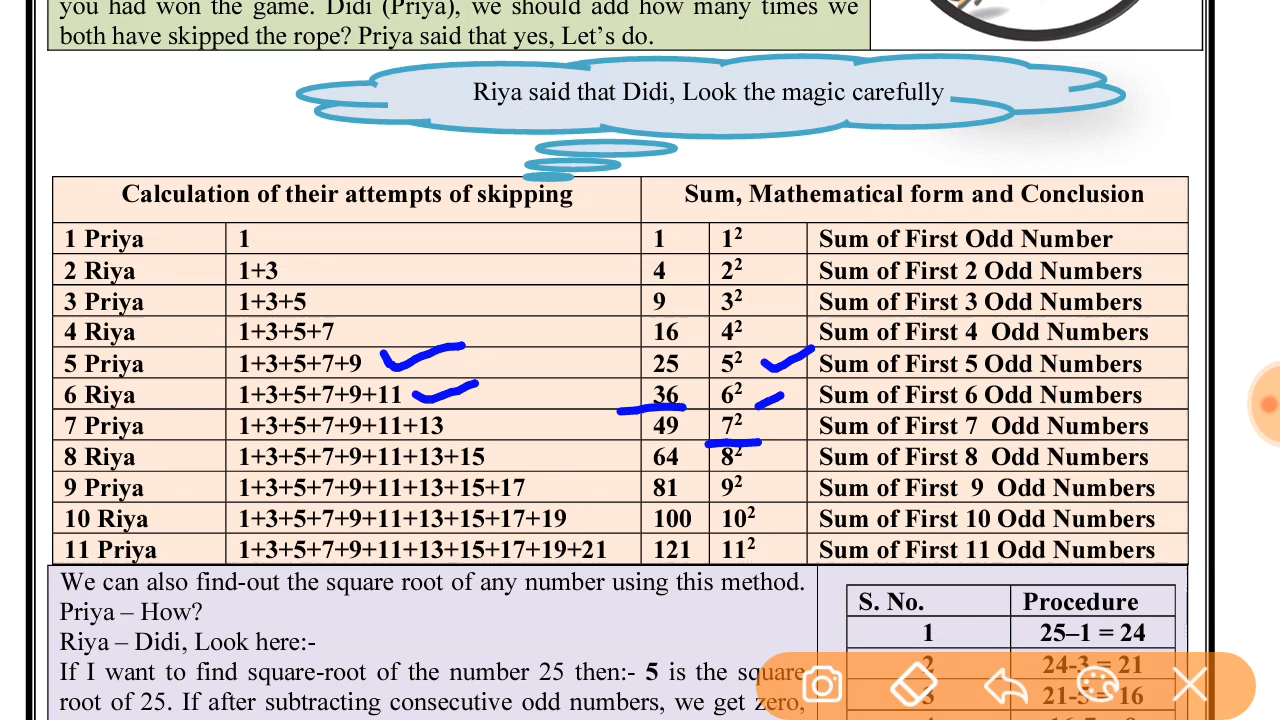 you had won the game. Didi (Priya), we should add how many times we
both have skipped the rope? Priya said that yes, Let's do.
Riya said that Didi, Look the magic carefully
Calculation of their attempts of skipping Sum, Mathematical form and Conclusion
1 Priya 1 1 1² Sum of First Odd Number
2 Riya 1+3 4 2² Sum of First 2 Odd Numbers
3 Priya 1+3+5 9 3² Sum of First 3 Odd Numbers
4 Riya 1+3+5+7 16 4² Sum of First 4 Odd Numbers
5 Priya 1+3+5+7+9 25 5² Sum of First 5 Odd Numbers
6 Riya 1+3+5+7+9+11 36 6² Sum of First 6 Odd Numbers
7 Priya 1+3+5+7+9+11+13 49 7² Sum of First 7 Odd Numbers
8 Riya 1+3+5+7+9+11+13+15 64 8² Sum of First 8 Odd Numbers
9 Priya 1+3+5+7+9+11+13+15+17 81 9² Sum of First 9 Odd Numbers
10 Riya 1+3+5+7+9+11+13+15+17+19 100 10² Sum of First 10 Odd Numbers
11 Priya 1+3+5+7+9+11+13+15+17+19+21 121 11² Sum of First 11 Odd Numbers
We can also find-out the square root of any number using this method.
Priya – How?
Riya – Didi, Look here:-
If I want to find square-root of the number 25 then:- 5 is the square
root of 25. If after subtracting consecutive odd numbers, we get zero,
S. No. Procedure
1 25–1 = 24
2 24-3 = 21
3 21-5= 16